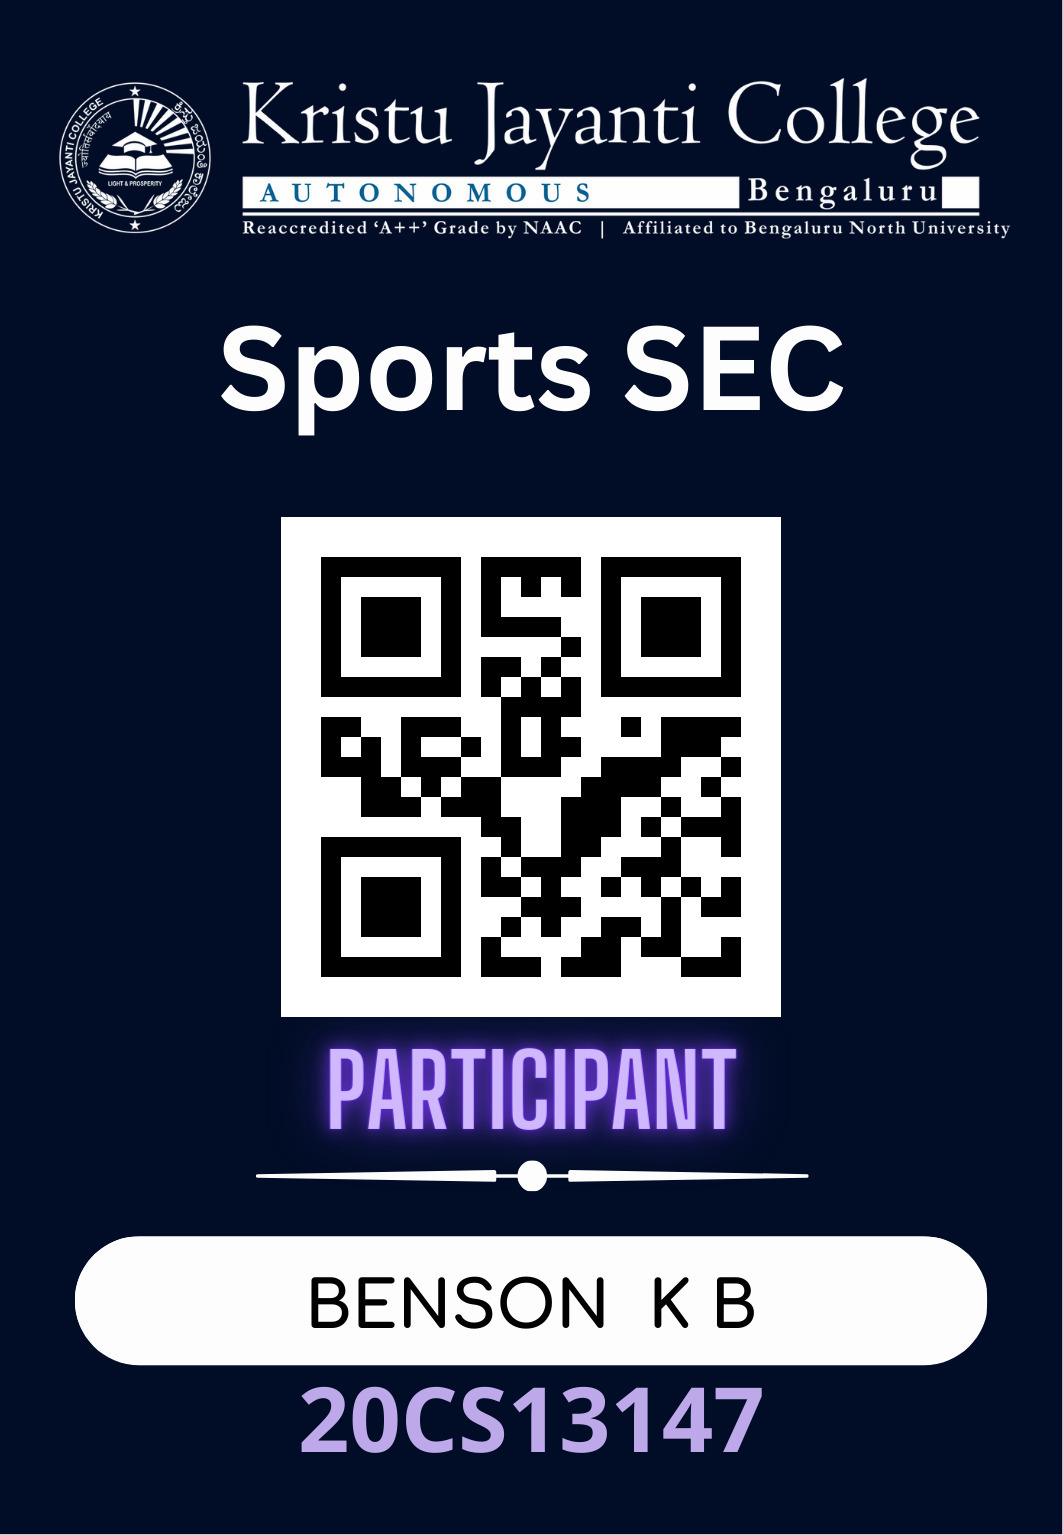 Kristu Jayanti College
AUTONOMOUS Bengaluru
Reaccredited ‘A++’ Grade by NAAC | Affiliated to Bengaluru North University
KRISTU JAYANTI COLLEGE
LIGHT & PROSPERITY
Sports SEC
PARTICIPANT
BENSON K B
20CS13147